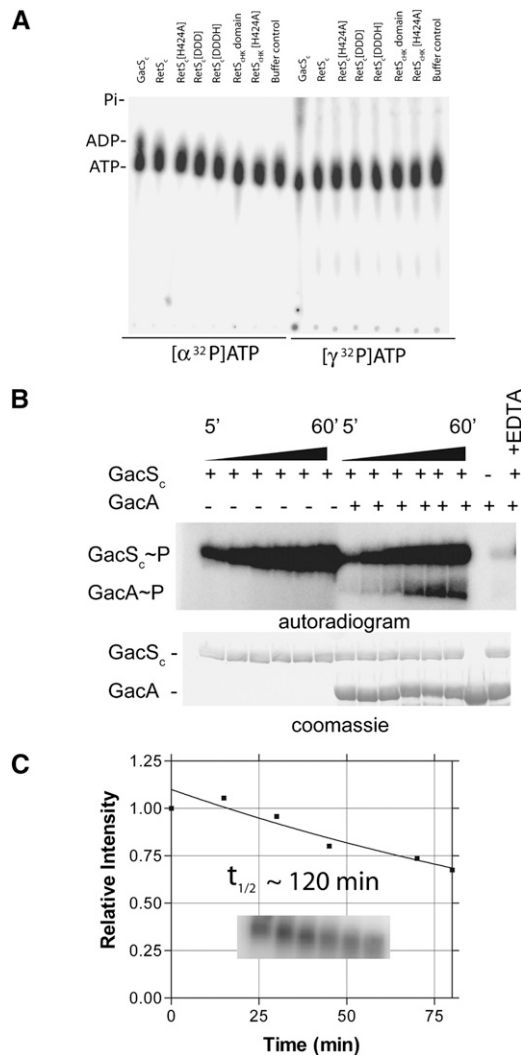 A
GacSc
RetSc
RetSc[H424A]
RetSc[DDD]
RetSc[DDDH]
RetScHK domain
RetScHK [H424A]
Buffer control
GacSc
RetSc
RetSc[H424A]
RetSc[DDD]
RetSc[DDDH]
RetScHK domain
RetScHK [H424A]
Buffer control
Pi-
ADP-
ATP-
[α 32P]ATP
[γ 32P]ATP
B
5’ 60’ 5’ 60’ +EDTA
GacSc + + + + + + + + + + + + - +
GacA - - - - - - + + + + + + + +
GacSc~P
GacA~P
autoradiogram
GacSc -
GacA -
coomassie
C
Relative Intensity
1.25
1.00
0.75
0.50
0.25
0.00
t1/2 ~ 120 min
0 25 50 75
Time (min)